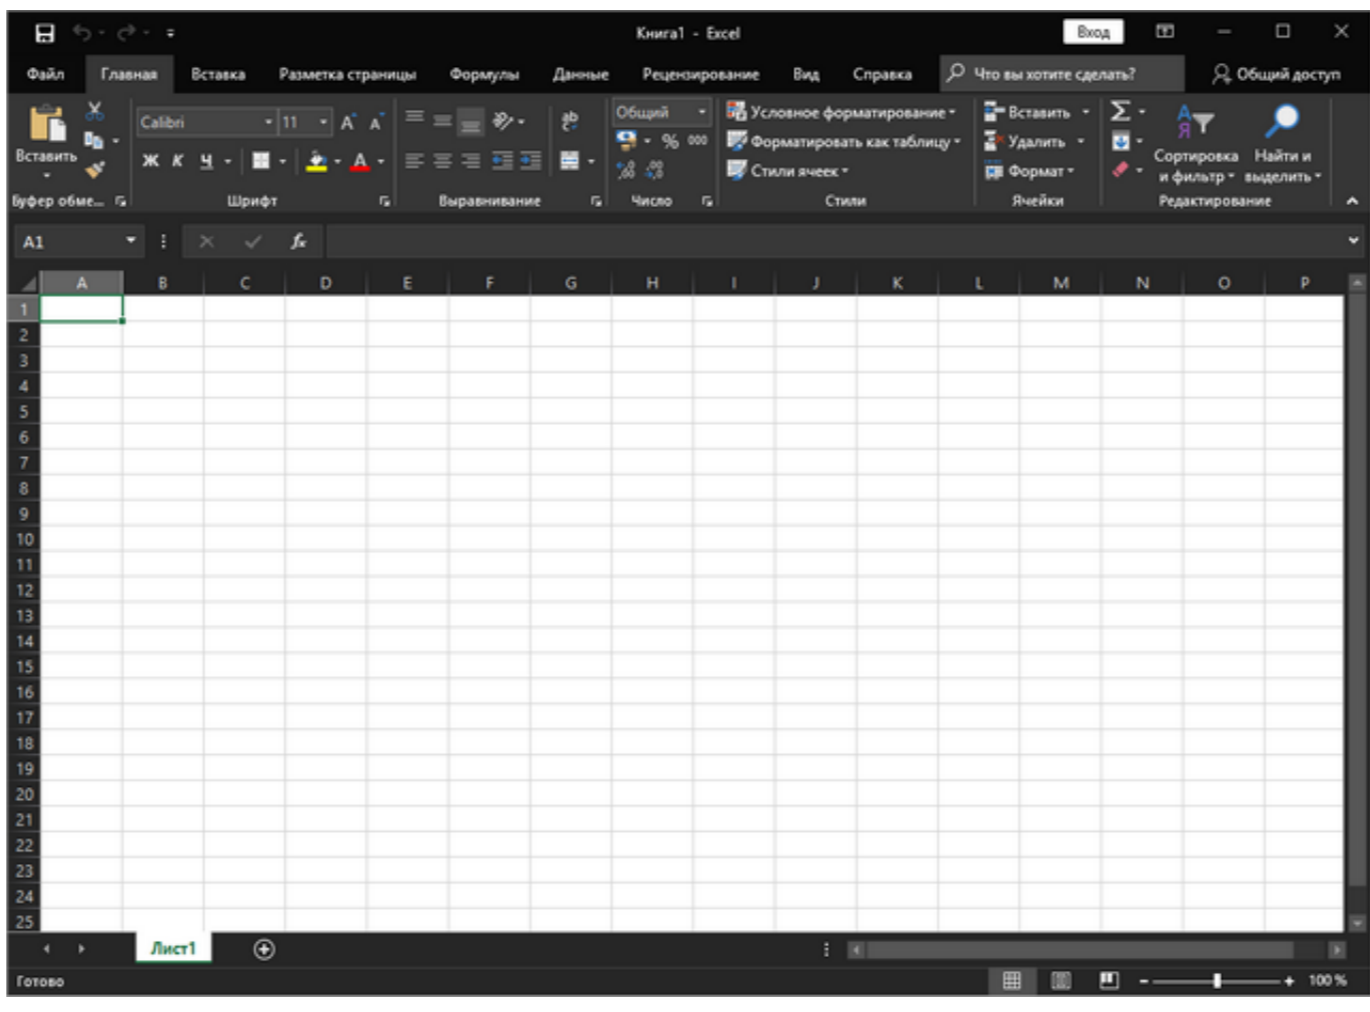 Книга1 - Excel
Вход
Файл Главная Вставка Разметка страницы Формулы Данные Рецензирование Вид Справка Что вы хотите сделать? Общий доступ
Вставить
Calibri 11
Ж К Ч
Общий
% 000
Условное форматирование
Форматировать как таблицу
Стили ячеек
Вставить
Удалить
Формат
Сортировка и фильтр
Найти и выделить
Буфер обме... Шрифт Выравнивание Число Стили Ячейки Редактирование
A1 fx
A B C D E F G H I J K L M N O P
1
2
3
4
5
6
7
8
9
10
11
12
13
14
15
16
17
18
19
20
21
22
23
24
25
Лист1
Готово 100 %